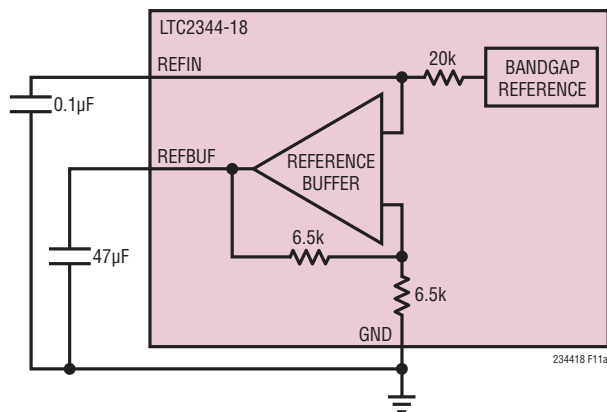 LTC2344-18
REFIN
20k
BANDGAP
REFERENCE
0.1µF
REFBUF
REFERENCE
BUFFER
6.5k
47µF
6.5k
GND
234418 F11a